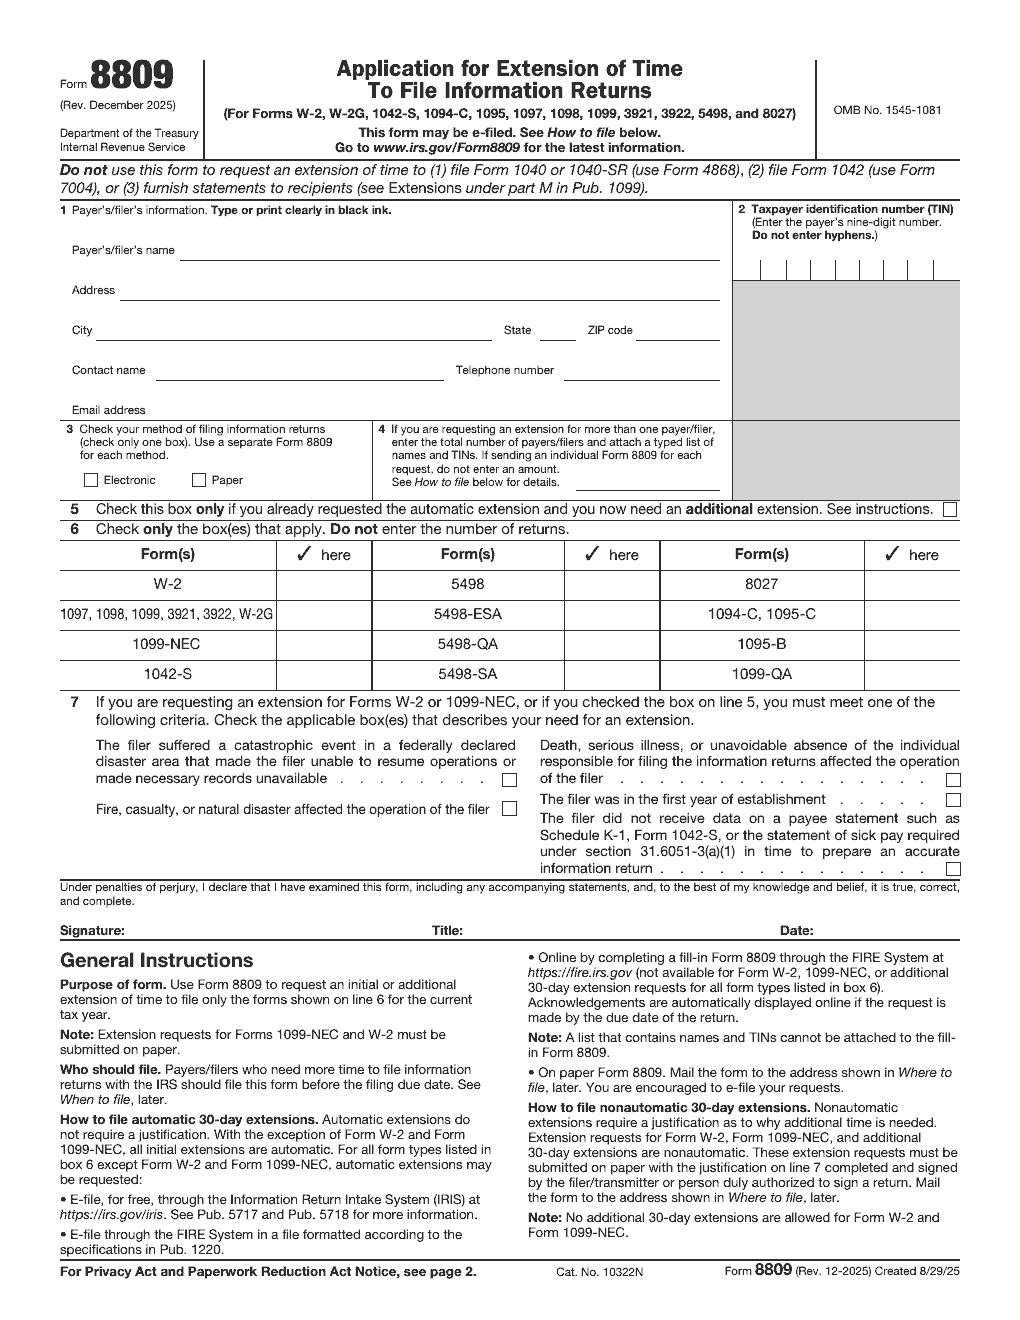 Form 8809
(Rev. December 2025)
Department of the Treasury
Internal Revenue Service
Application for Extension of Time
To File Information Returns
(For Forms W-2, W-2G, 1042-S, 1094-C, 1095, 1097, 1098, 1099, 3921, 3922, 5498, and 8027)
This form may be e-filed. See How to file below.
Go to www.irs.gov/Form8809 for the latest information.
OMB No. 1545-1081
Do not use this form to request an extension of time to (1) file Form 1040 or 1040-SR (use Form 4868), (2) file Form 1042 (use Form
7004), or (3) furnish statements to recipients (see Extensions under part M in Pub. 1099).
1 Payer's/filer's information. Type or print clearly in black ink.
Payer's/filer's name
Address
City State ZIP code
Contact name Telephone number
Email address
2 Taxpayer identification number (TIN)
(Enter the payer's nine-digit number.
Do not enter hyphens.)
3 Check your method of filing information returns
(check only one box). Use a separate Form 8809
for each method.
Electronic Paper
4 If you are requesting an extension for more than one payer/filer,
enter the total number of payers/filers and attach a typed list of
names and TINs. If sending an individual Form 8809 for each
request, do not enter an amount.
See How to file below for details.
5 Check this box only if you already requested the automatic extension and you now need an additional extension. See instructions.
6 Check only the box(es) that apply. Do not enter the number of returns.
Form(s) ✓ here Form(s) ✓ here Form(s) ✓ here
W-2 5498 8027
1097, 1098, 1099, 3921, 3922, W-2G 5498-ESA 1094-C, 1095-C
1099-NEC 5498-QA 1095-B
1042-S 5498-SA 1099-QA
7 If you are requesting an extension for Forms W-2 or 1099-NEC, or if you checked the box on line 5, you must meet one of the
following criteria. Check the applicable box(es) that describes your need for an extension.
The filer suffered a catastrophic event in a federally declared
disaster area that made the filer unable to resume operations or
made necessary records unavailable . . . . . . . .
Fire, casualty, or natural disaster affected the operation of the filer
Death, serious illness, or unavoidable absence of the individual
responsible for filing the information returns affected the operation
of the filer . . . . . . . . . . . . . . . .
The filer was in the first year of establishment . . . . .
The filer did not receive data on a payee statement such as
Schedule K-1, Form 1042-S, or the statement of sick pay required
under section 31.6051-3(a)(1) in time to prepare an accurate
information return . . . . . . . . . . . . . .
Under penalties of perjury, I declare that I have examined this form, including any accompanying statements, and, to the best of my knowledge and belief, it is true, correct,
and complete.
Signature: Title: Date:
General Instructions
Purpose of form. Use Form 8809 to request an initial or additional
extension of time to file only the forms shown on line 6 for the current
tax year.
Note: Extension requests for Forms 1099-NEC and W-2 must be
submitted on paper.
Who should file. Payers/filers who need more time to file information
returns with the IRS should file this form before the filing due date. See
When to file, later.
How to file automatic 30-day extensions. Automatic extensions do
not require a justification. With the exception of Form W-2 and Form
1099-NEC, all initial extensions are automatic. For all form types listed in
box 6 except Form W-2 and Form 1099-NEC, automatic extensions may
be requested:
• E-file, for free, through the Information Return Intake System (IRIS) at
https://irs.gov/iris. See Pub. 5717 and Pub. 5718 for more information.
• E-file through the FIRE System in a file formatted according to the
specifications in Pub. 1220.
• Online by completing a fill-in Form 8809 through the FIRE System at
https://fire.irs.gov (not available for Form W-2, 1099-NEC, or additional
30-day extension requests for all form types listed in box 6).
Acknowledgements are automatically displayed online if the request is
made by the due date of the return.
Note: A list that contains names and TINs cannot be attached to the fill-
in Form 8809.
• On paper Form 8809. Mail the form to the address shown in Where to
file, later. You are encouraged to e-file your requests.
How to file nonautomatic 30-day extensions. Nonautomatic
extensions require a justification as to why additional time is needed.
Extension requests for Form W-2, Form 1099-NEC, and additional
30-day extensions are nonautomatic. These extension requests must be
submitted on paper with the justification on line 7 completed and signed
by the filer/transmitter or person duly authorized to sign a return. Mail
the form to the address shown in Where to file, later.
Note: No additional 30-day extensions are allowed for Form W-2 and
Form 1099-NEC.
For Privacy Act and Paperwork Reduction Act Notice, see page 2. Cat. No. 10322N Form 8809 (Rev. 12-2025) Created 8/29/25